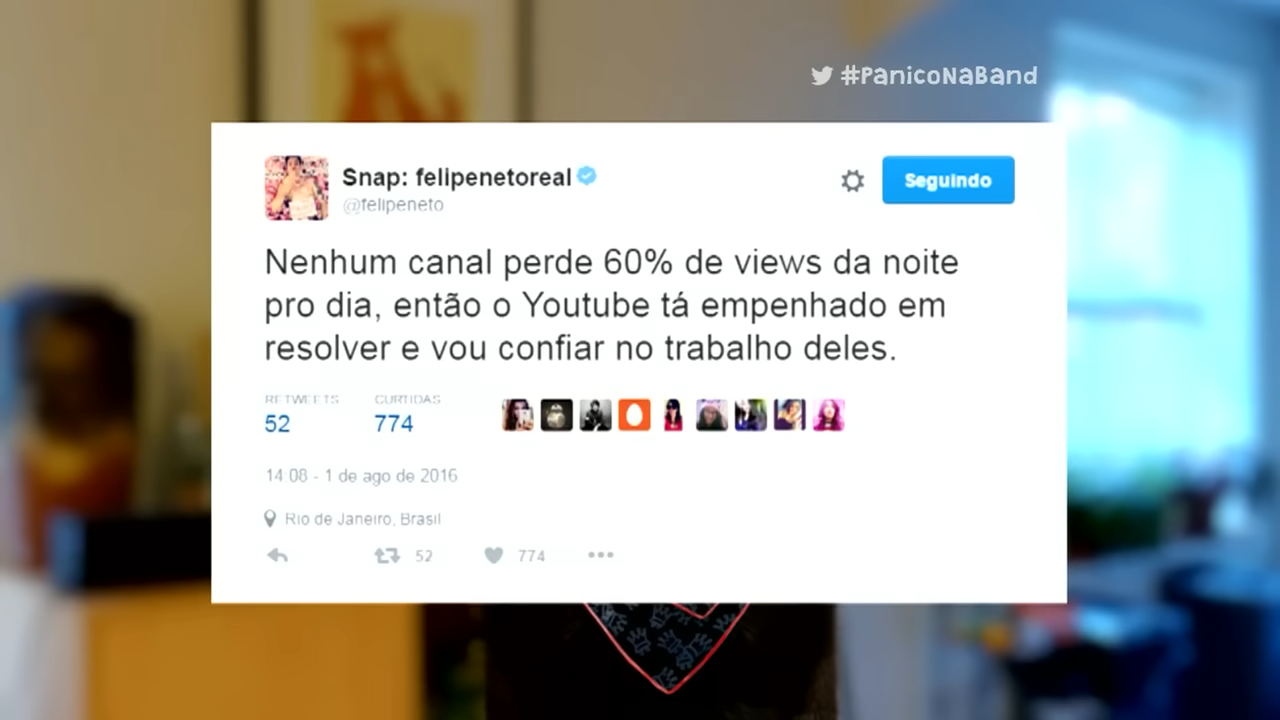 #PanicoNaBand
Snap: felipenetoreal
@felipeneto
Seguindo
Nenhum canal perde 60% de views da noite
pro dia, então o Youtube tá empenhado em
resolver e vou confiar no trabalho deles.
RETWEETS CURTIDAS
52 774
14:08 - 1 de ago de 2016
Rio de Janeiro, Brasil
52 774